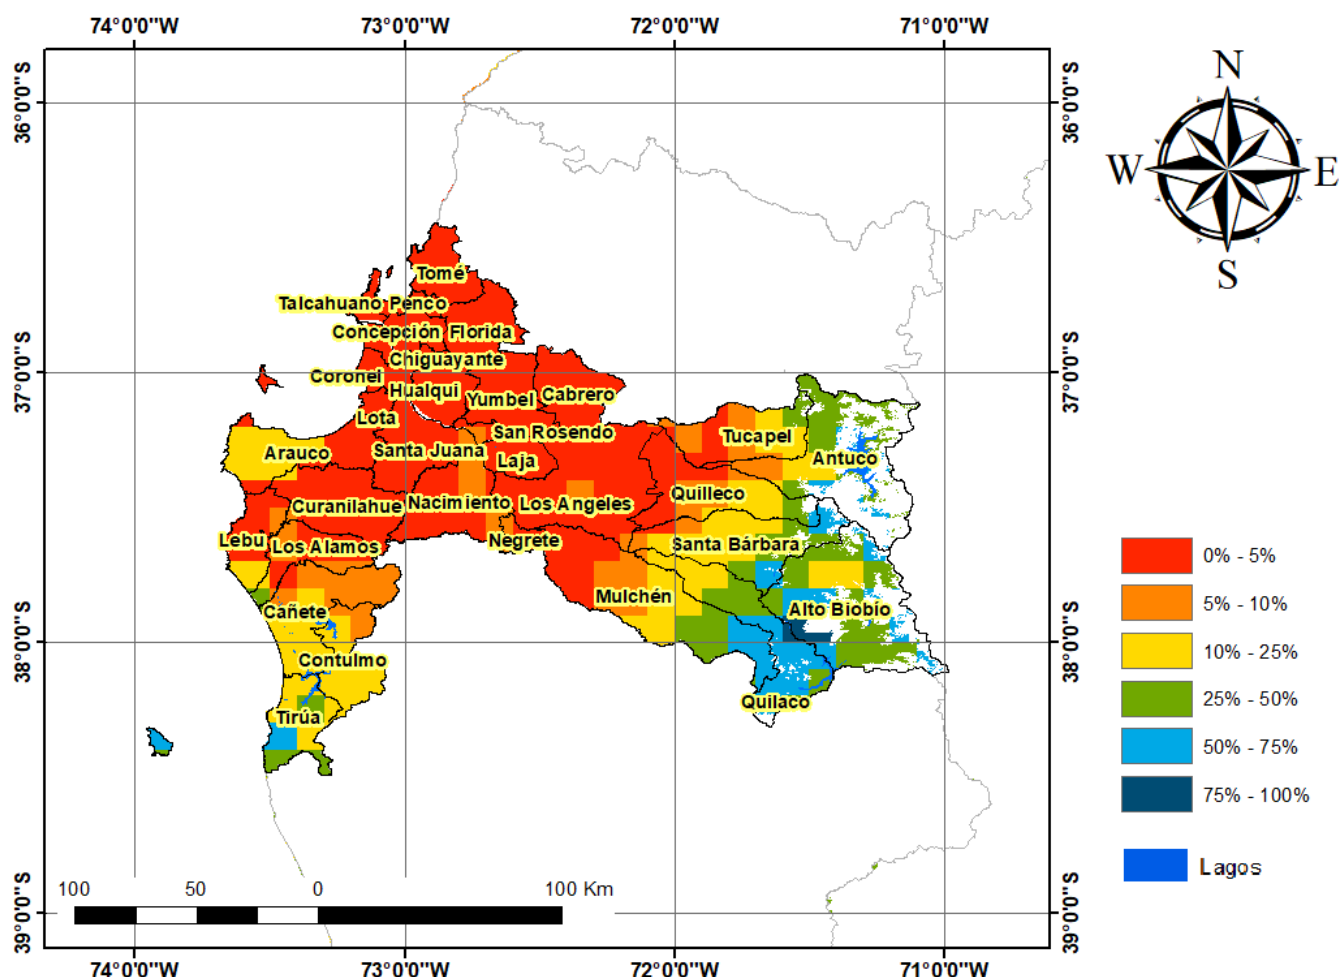 74°0'0"W 73°0'0"W 72°0'0"W 71°0'0"W
N
W E
S
36°0'0"S 36°0'0"S
Tomé
Talcahuano Penco
Concepción Florida
Chiguayante
37°0'0"S 37°0'0"S
Coronel
Hualqui
Yumbel Cabrero
Lota
San Rosendo
Tucapel
Arauco Santa Juana
Laja
Antuco
Quilleco
Curanilahue Nacimiento Los Angeles
Lebu Los Alamos
Negrete
Santa Bárbara
Mulchén
Alto Biobío
Cañete
38°0'0"S 38°0'0"S
Contulmo
Quilaco
Tirúa
0% - 5%
5% - 10%
10% - 25%
25% - 50%
50% - 75%
75% - 100%
Lagos
100 50 0 100 Km
39°0'0"S 39°0'0"S
74°0'0"W 73°0'0"W 72°0'0"W 71°0'0"W